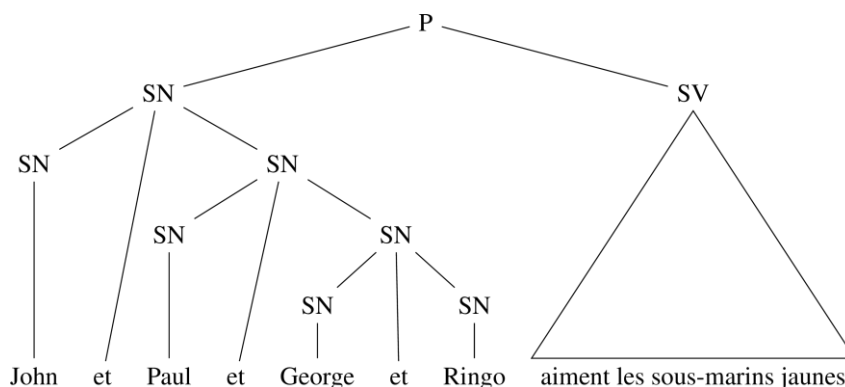 P
SN SV
SN SN
SN SN
SN SN
John et Paul et George et Ringo aiment les sous-marins jaunes